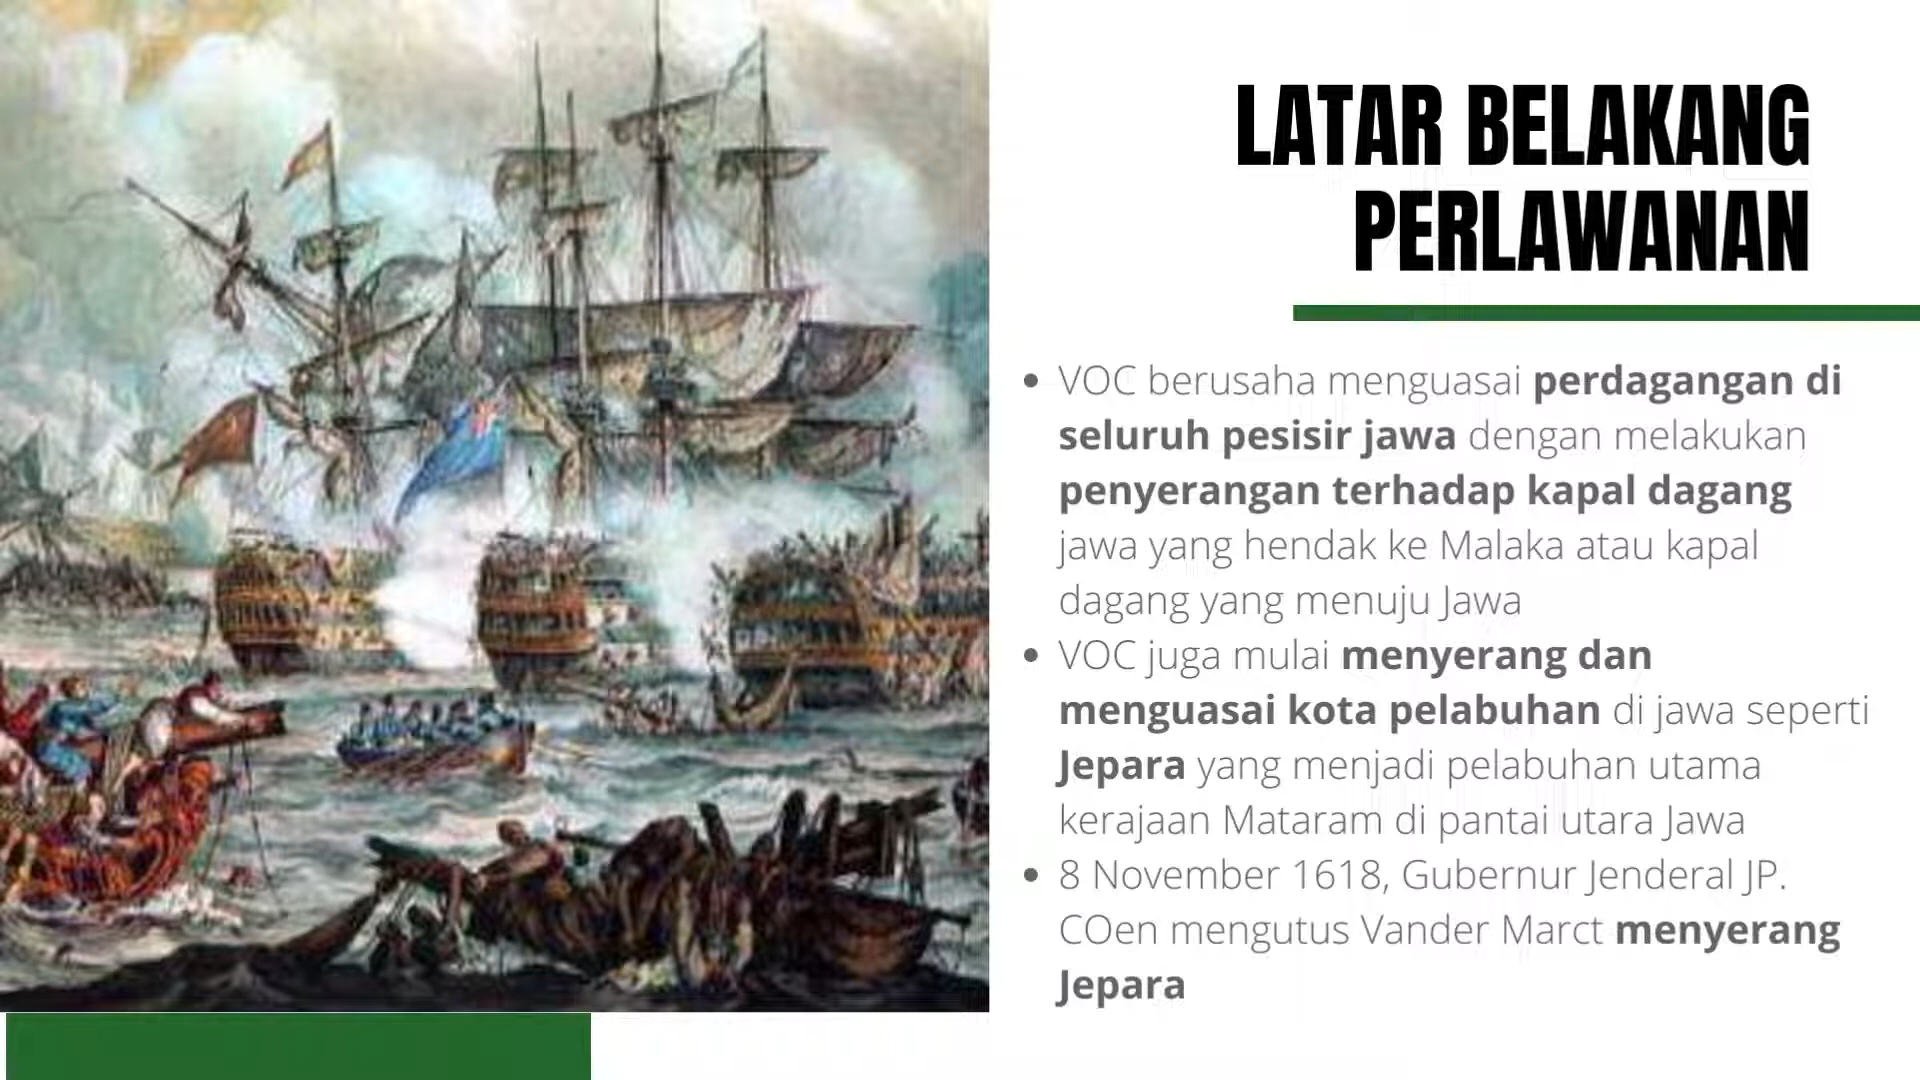 LATAR BELAKANG
PERLAWANAN
• VOC berusaha menguasai perdagangan di
seluruh pesisir jawa dengan melakukan
penyerangan terhadap kapal dagang
jawa yang hendak ke Malaka atau kapal
dagang yang menuju Jawa
• VOC juga mulai menyerang dan
menguasai kota pelabuhan di jawa seperti
Jepara yang menjadi pelabuhan utama
kerajaan Mataram di pantai utara Jawa
• 8 November 1618, Gubernur Jenderal JP.
COen mengutus Vander Marct menyerang
Jepara